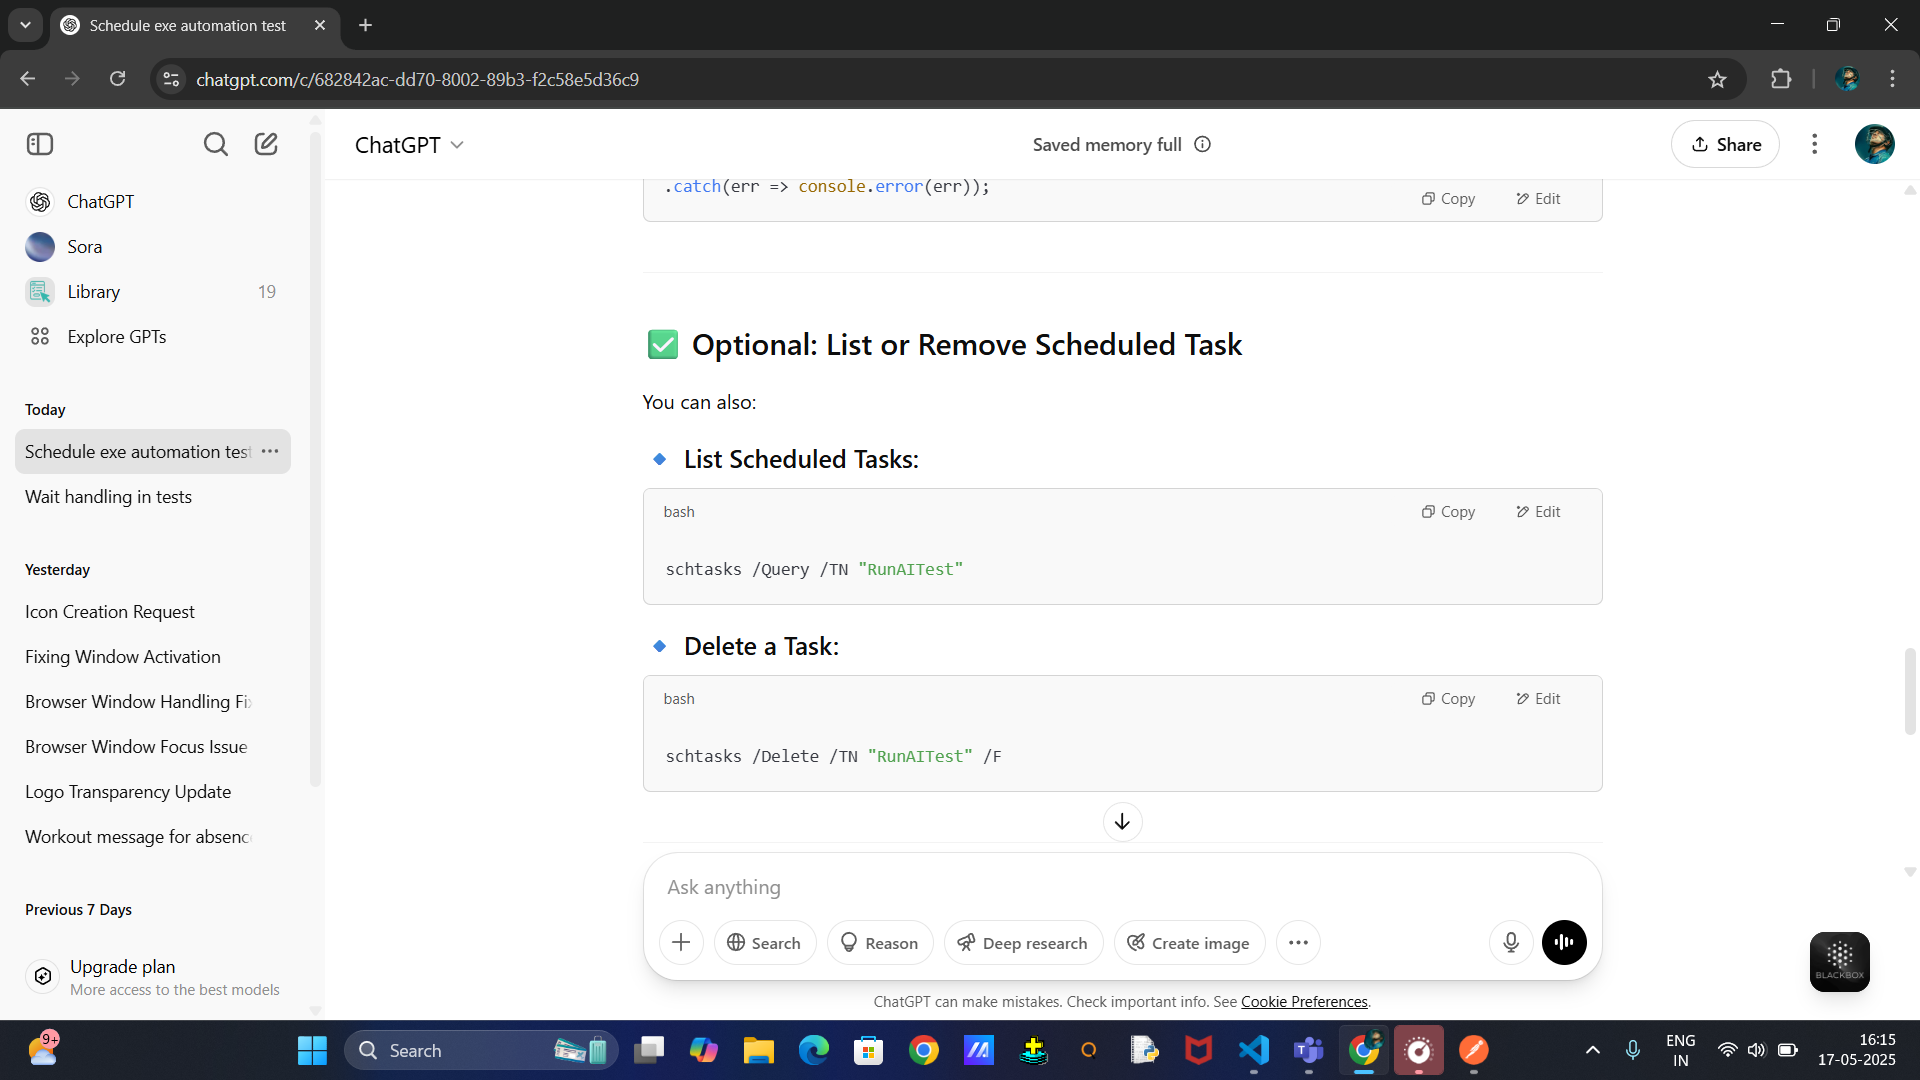 Schedule exe automation test
chatgpt.com/c/682842ac-dd70-8002-89b3-f2c58e5d36c9
ChatGPT
Saved memory full
Share
ChatGPT
Sora
Library 19
Explore GPTs
Today
Schedule exe automation test
Wait handling in tests
Yesterday
Icon Creation Request
Fixing Window Activation
Browser Window Handling Fix
Browser Window Focus Issue
Logo Transparency Update
Workout message for absence
Previous 7 Days
Upgrade plan
More access to the best models
.catch(err => console.error(err));
Copy Edit
Optional: List or Remove Scheduled Task
You can also:
List Scheduled Tasks:
bash Copy Edit
schtasks /Query /TN "RunAITest"
Delete a Task:
bash Copy Edit
schtasks /Delete /TN "RunAITest" /F
Ask anything
Search Reason Deep research Create image
BLACKBOX
ChatGPT can make mistakes. Check important info. See Cookie Preferences.
9+
Search
ENG
IN
16:15
17-05-2025